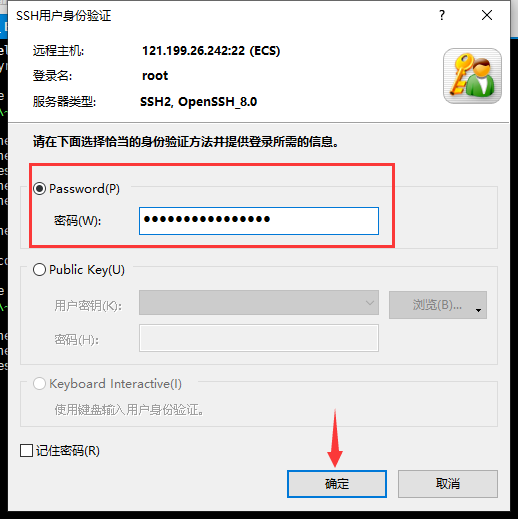 SSH用户身份验证
远程主机: 121.199.26.242:22 (ECS)
登录名: root
服务器类型: SSH2, OpenSSH_8.0
请在下面选择恰当的身份验证方法并提供登录所需的信息。
Password(P)
密码(W): ●●●●●●●●●●●●●●●●
Public Key(U)
用户密钥(K): 浏览(B)...
密码(H):
Keyboard Interactive(I)
使用键盘输入用户身份验证。
记住密码(R)
确定 取消